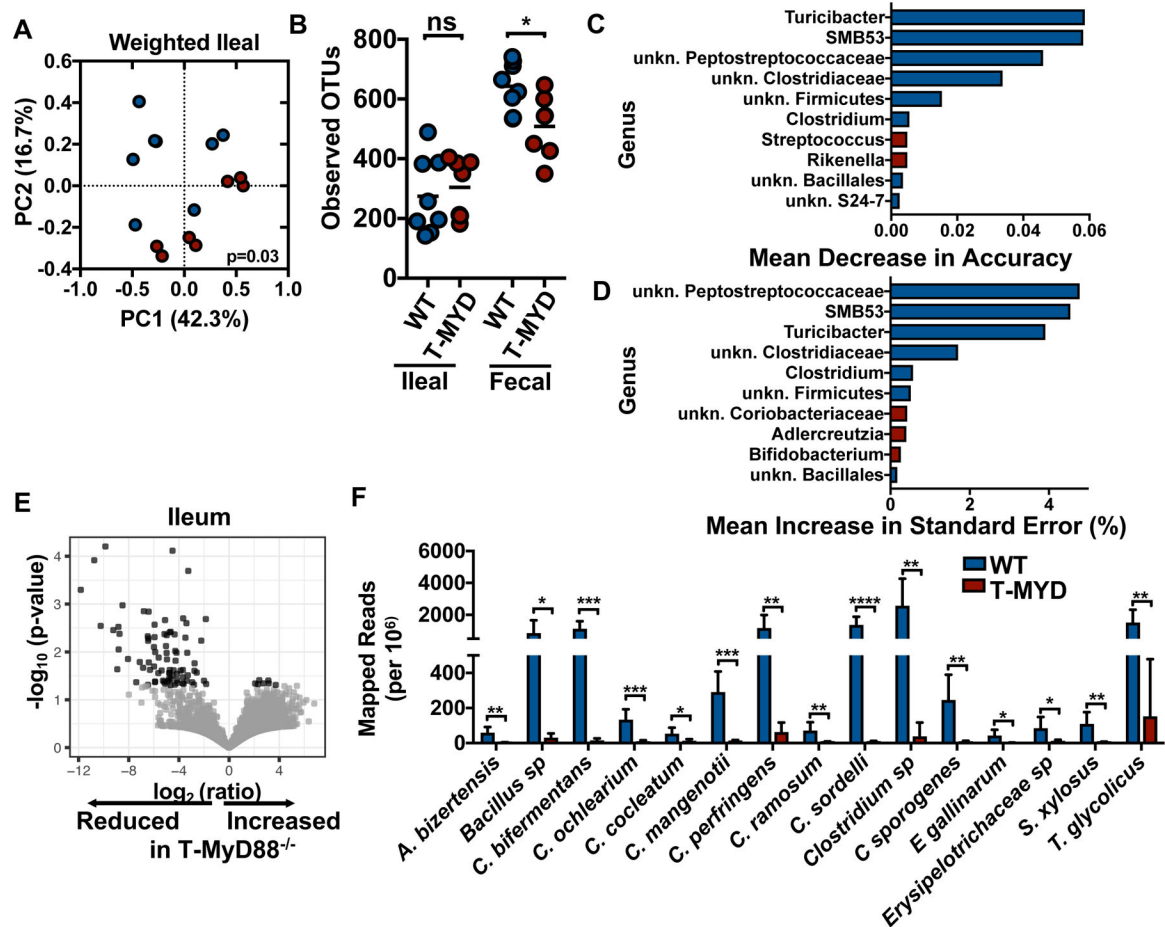 A
Weighted Ileal
0.6
0.4
0.2
0.0
-0.2
-0.4
PC2 (16.7%)
p=0.03
-1.0 -0.5 0.0 0.5 1.0
PC1 (42.3%)
B
ns
*
800
600
400
200
0
Observed OTUs
WT
T-MYD
WT
T-MYD
Ileal
Fecal
C
Turicibacter
SMB53
unkn. Peptostreptococcaceae
unkn. Clostridiaceae
unkn. Firmicutes
Clostridium
Streptococcus
Rikenella
unkn. Bacillales
unkn. S24-7
Genus
0.00 0.02 0.04 0.06
Mean Decrease in Accuracy
D
unkn. Peptostreptococcaceae
SMB53
Turicibacter
unkn. Clostridiaceae
Clostridium
unkn. Firmicutes
unkn. Coriobacteriaceae
Adlercreutzia
Bifidobacterium
unkn. Bacillales
Genus
0 2 4
Mean Increase in Standard Error (%)
E
Ileum
4
3
2
1
0
-log10 (p-value)
−12 −8 −4 0 4
log2 (ratio)
Reduced Increased
in T-MyD88-/-
F
6000
4000
2000
400
200
0
Mapped Reads
(per 10⁶)
WT
T-MYD
**
*
***
***
*
***
**
**
****
**
**
*
*
**
**
A. bizertensis
Bacillus sp
C. bifermentans
C. ochlearium
C. cocleatum
C. mangenotii
C. perfringens
C. ramosum
C. sordelli
Clostridium sp
C sporogenes
E gallinarum
Erysipelotrichaceae sp
S. xylosus
T. glycolicus